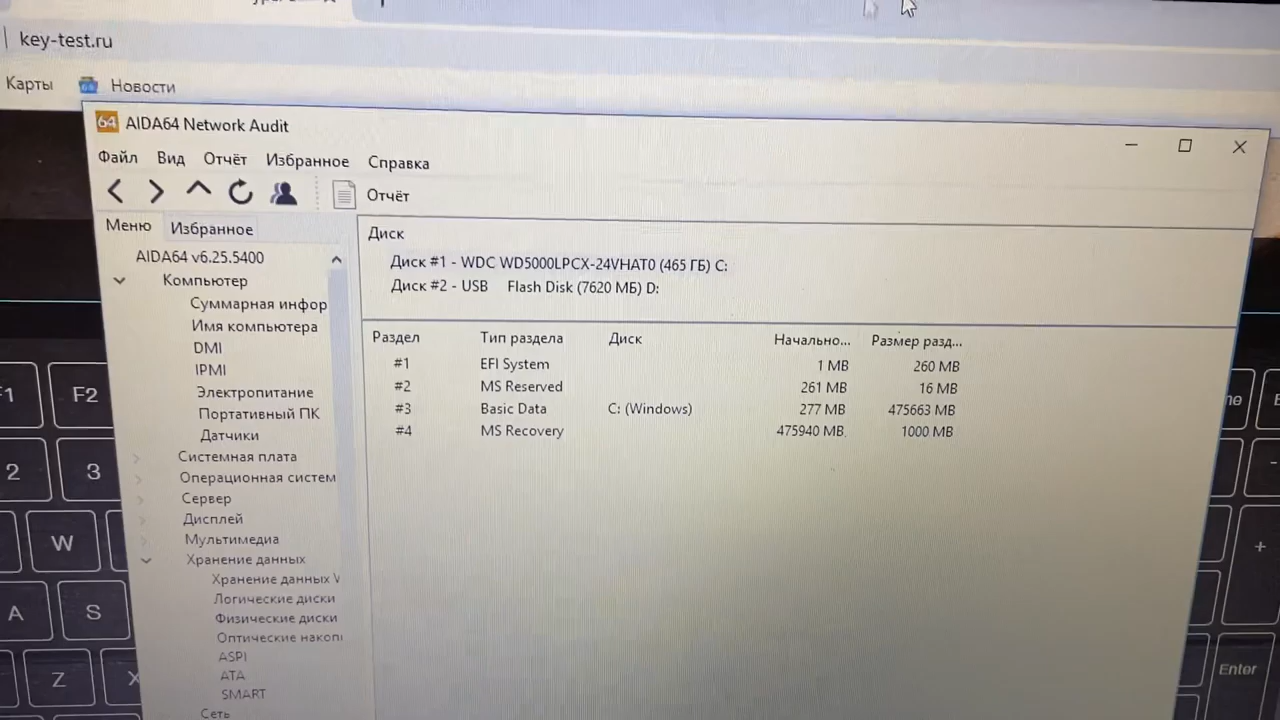 key-test.ru
Карты Новости
64 AIDA64 Network Audit
Файл Вид Отчёт Избранное Справка
Отчёт
Меню Избранное
AIDA64 v6.25.5400
Компьютер
Суммарная инфор
Имя компьютера
DMI
IPMI
Электропитание
Портативный ПК
Датчики
Системная плата
Операционная систем
Сервер
Дисплей
Мультимедиа
Хранение данных
Хранение данных V
Логические диски
Физические диски
Оптические накопи
ASPI
ATA
SMART
Сеть
Диск
Диск #1 - WDC WD5000LPCX-24VHAT0 (465 ГБ) C:
Диск #2 - USB Flash Disk (7620 МБ) D:
Раздел Тип раздела Диск Начально... Размер разд...
#1 EFI System 1 MB 260 MB
#2 MS Reserved 261 MB 16 MB
#3 Basic Data C: (Windows) 277 MB 475663 MB
#4 MS Recovery 475940 MB 1000 MB
F2
2 3
W
A S
Z X
+
Enter